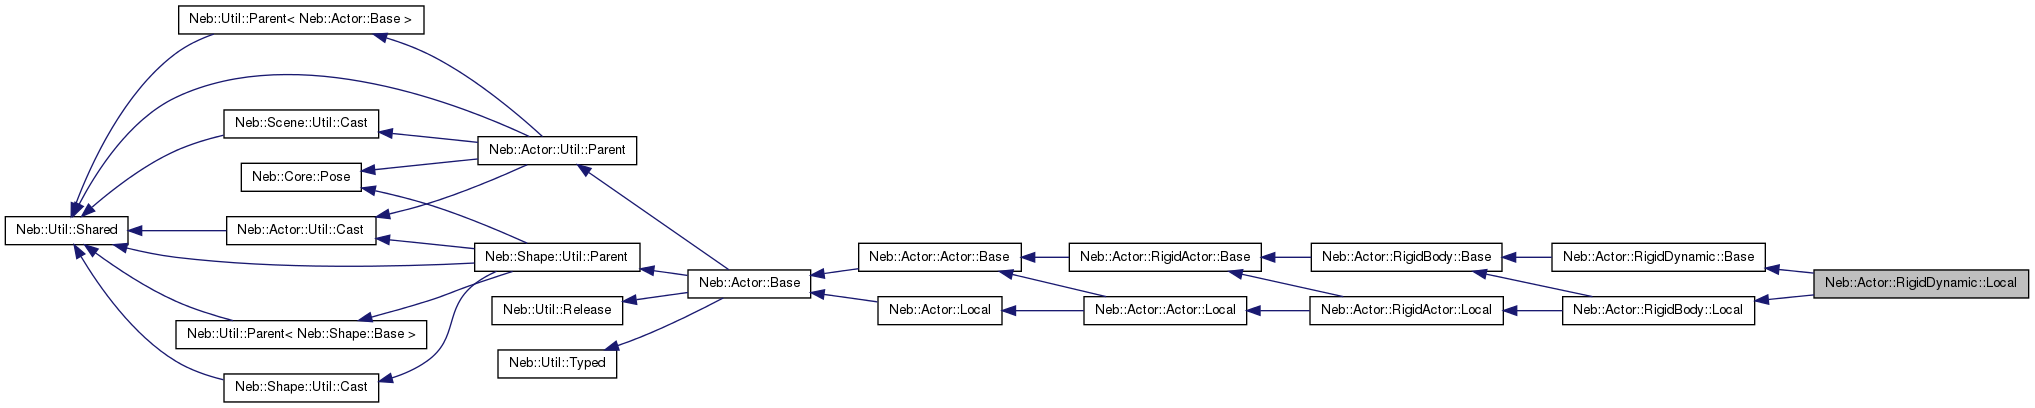 Neb::Util::Parent< Neb::Actor::Base >
Neb::Scene::Util::Cast
Neb::Actor::Util::Parent
Neb::Core::Pose
Neb::Util::Shared
Neb::Actor::Util::Cast
Neb::Shape::Util::Parent
Neb::Actor::Actor::Base
Neb::Actor::RigidActor::Base
Neb::Actor::RigidBody::Base
Neb::Actor::RigidDynamic::Base
Neb::Actor::Base
Neb::Actor::RigidDynamic::Local
Neb::Util::Release
Neb::Actor::Local
Neb::Actor::Actor::Local
Neb::Actor::RigidActor::Local
Neb::Actor::RigidBody::Local
Neb::Util::Parent< Neb::Shape::Base >
Neb::Util::Typed
Neb::Shape::Util::Cast